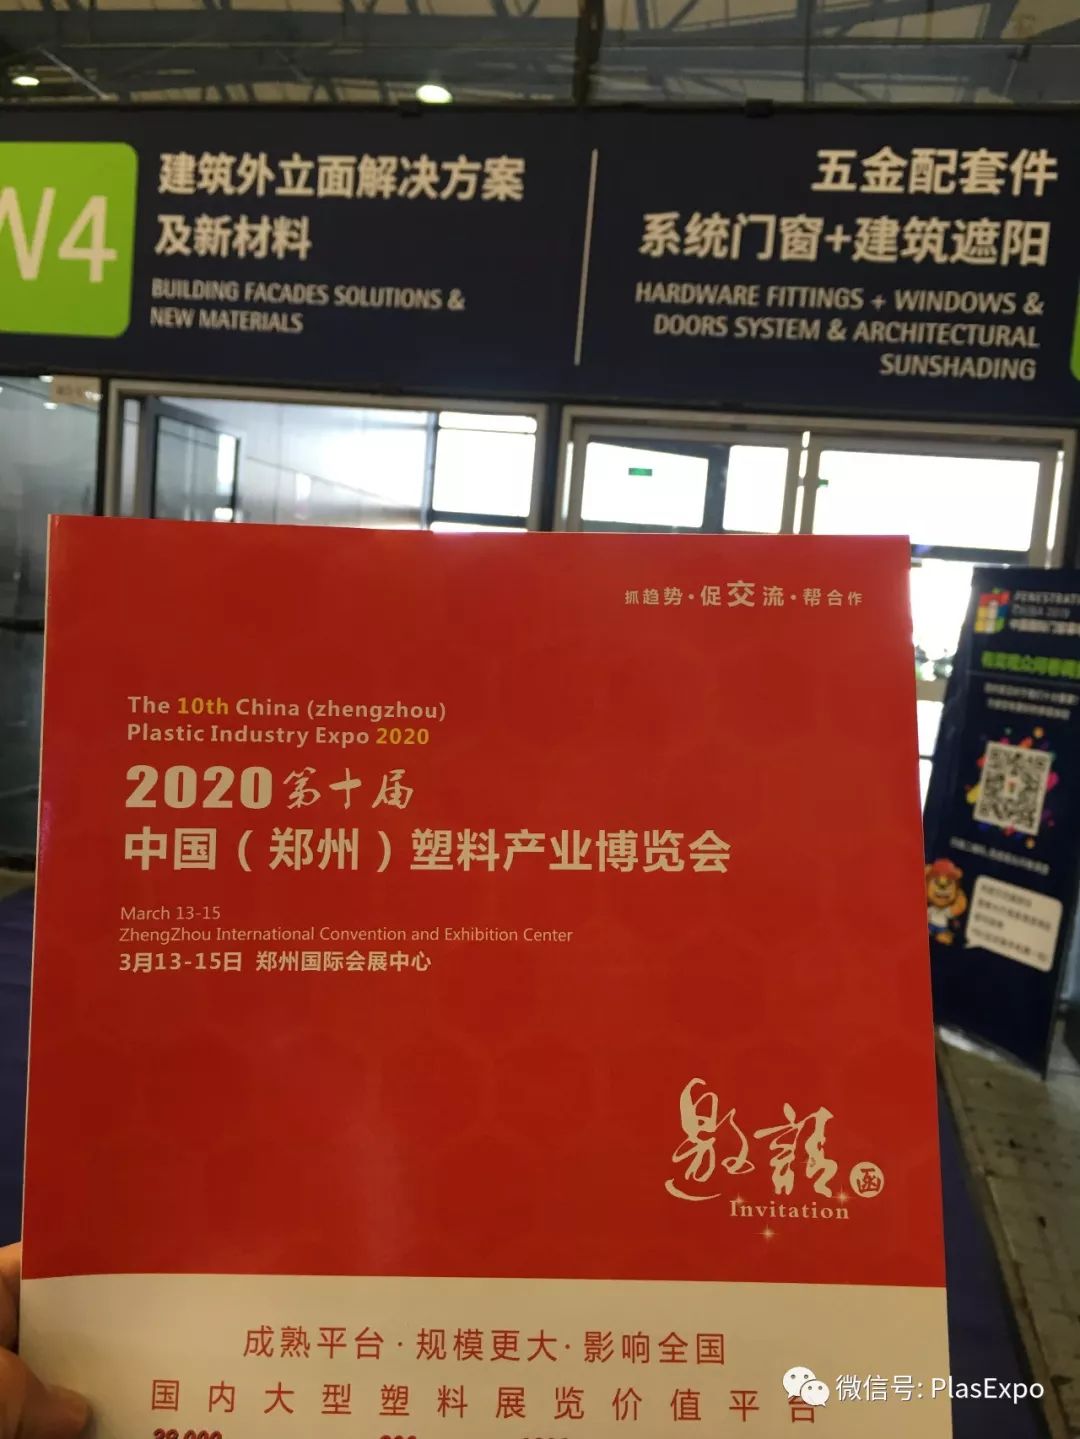 W4
建筑外立面解决方案
及新材料
BUILDING FACADES SOLUTIONS &
NEW MATERIALS
五金配套件
系统门窗+建筑遮阳
HARDWARE FITTINGS + WINDOWS &
DOORS SYSTEM & ARCHITECTURAL
SUNSHADING
抓趋势·促交流·帮合作
The 10th China (zhengzhou)
Plastic Industry Expo 2020
2020第十届
中国（郑州）塑料产业博览会
March 13-15
ZhengZhou International Convention and Exhibition Center
3月13-15日 郑州国际会展中心
邀請函
Invitation
成熟平台·规模更大·影响全国
国内大型塑料展览价值平台
微信号: PlasExpo